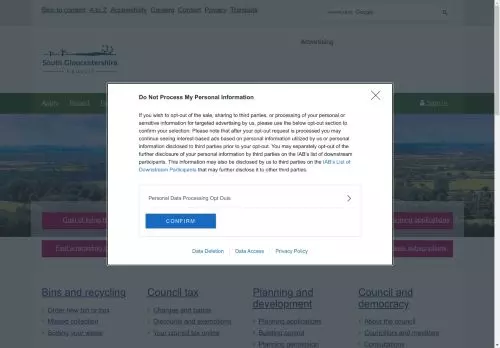 Skip to content A to Z Accessibility Careers Contact Privacy Translate
Google
Advertising
South Gloucestershire
Council
Apply Report
Sign in
Do Not Process My Personal Information
If you wish to opt-out of the sale, sharing to third parties, or processing of your personal or
sensitive information for targeted advertising by us, please use the below opt-out section to
confirm your selection. Please note that after your opt-out request is processed you may
continue seeing interest-based ads based on personal information utilized by us or personal
information disclosed to third parties prior to your opt-out. You may separately opt-out of the
further disclosure of your personal information by third parties on the IAB's list of downstream
participants. This information may also be disclosed by us to third parties on the IAB's List of
Downstream Participants that may further disclose it to other third parties.
Personal Data Processing Opt Outs
CONFIRM
Data Deletion Data Access Privacy Policy
Bins and recycling
Order new bin or box
Missed collection
Sorting your waste
Council tax
Changes and bands
Discounts and exemptions
Your council tax online
Planning and
development
Planning applications
Building control
Planning permission
Council and
democracy
About the council
Councillors and meetings
Consultations